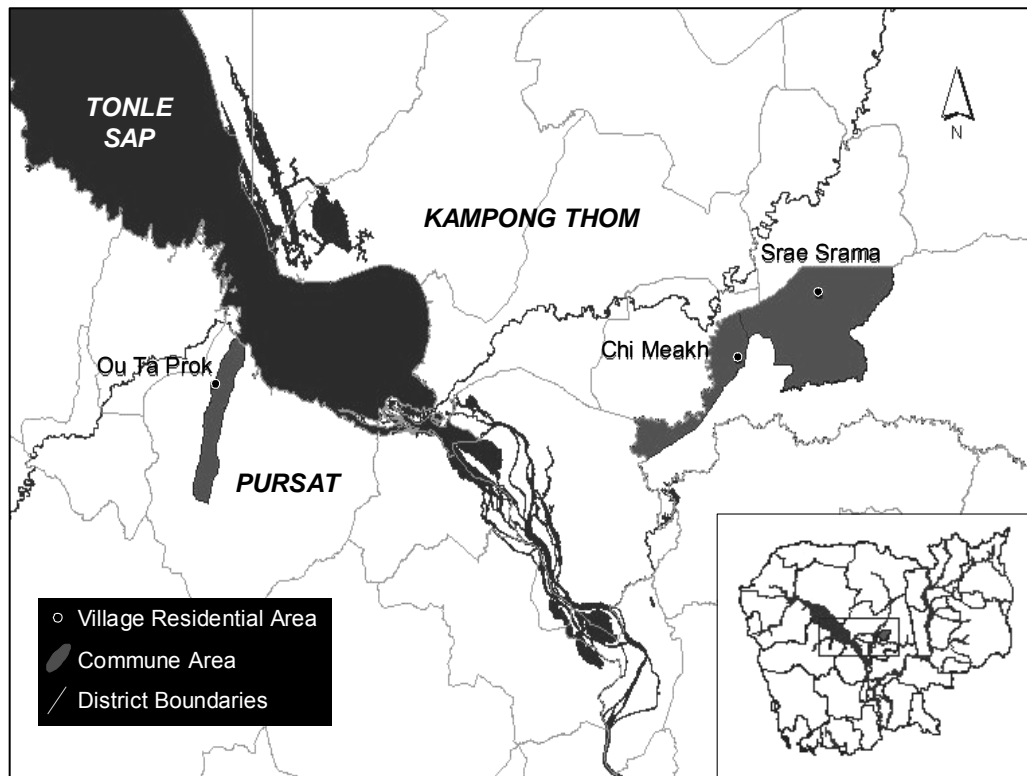 TONLE
SAP
N
KAMPONG THOM
Srae Srama
Chi Meakh
Ou Ta Prok
PURSAT
Village Residential Area
Commune Area
District Boundaries